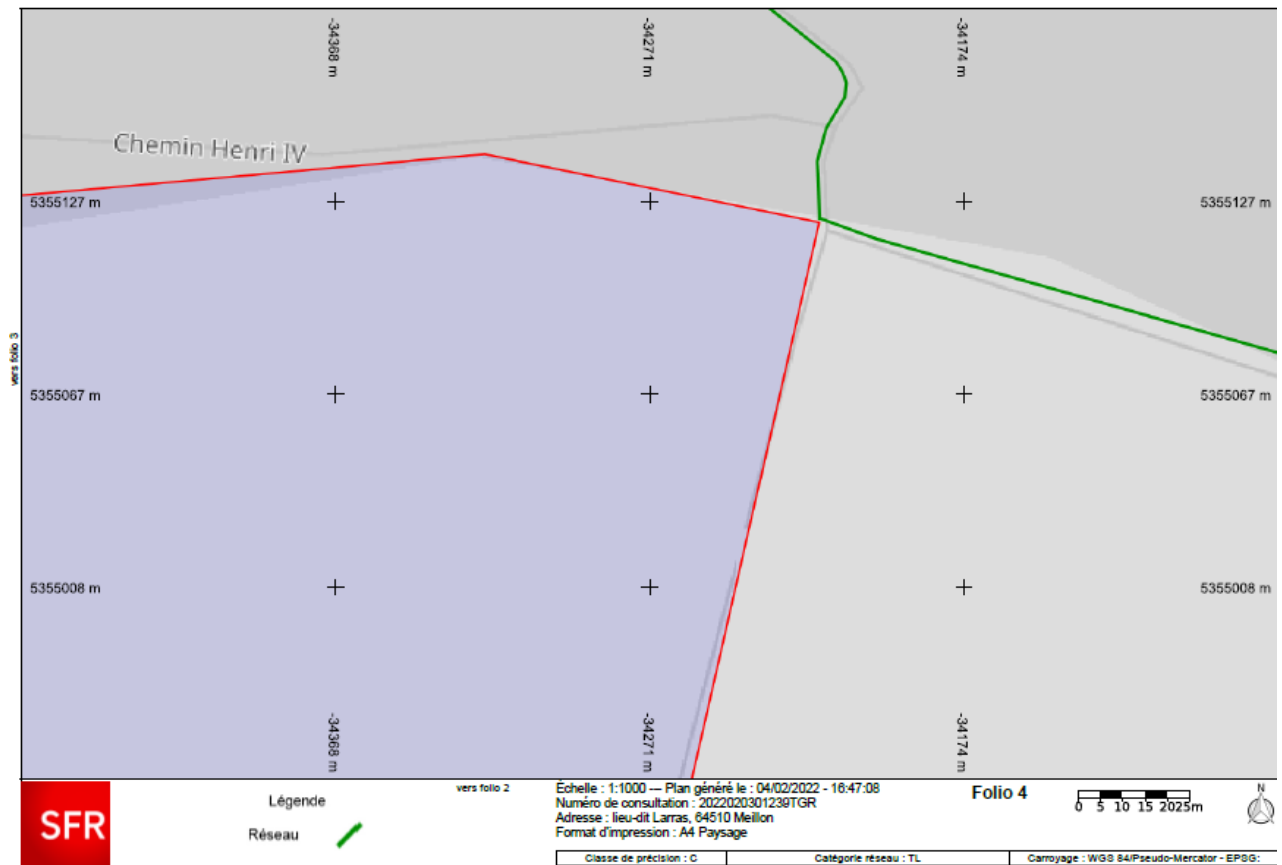 -34368 m
-34271 m
-34174 m
Chemin Henri IV
5355127 m
5355127 m
vers folio 3
5355067 m
5355067 m
5355008 m
5355008 m
-34368 m
-34271 m
-34174 m
SFR
Légende
Réseau
vers folio 2
Échelle : 1:1000 --- Plan généré le : 04/02/2022 - 16:47:08
Numéro de consultation : 2022020301239TGR
Adresse : lieu-dit Larras, 64510 Meillon
Format d'impression : A4 Paysage
Folio 4
0 5 10 15 2025m
N
Classe de précision : C
Catégorie réseau : TL
Carroyage : WGS 84/Pseudo-Mercator - EPSG: